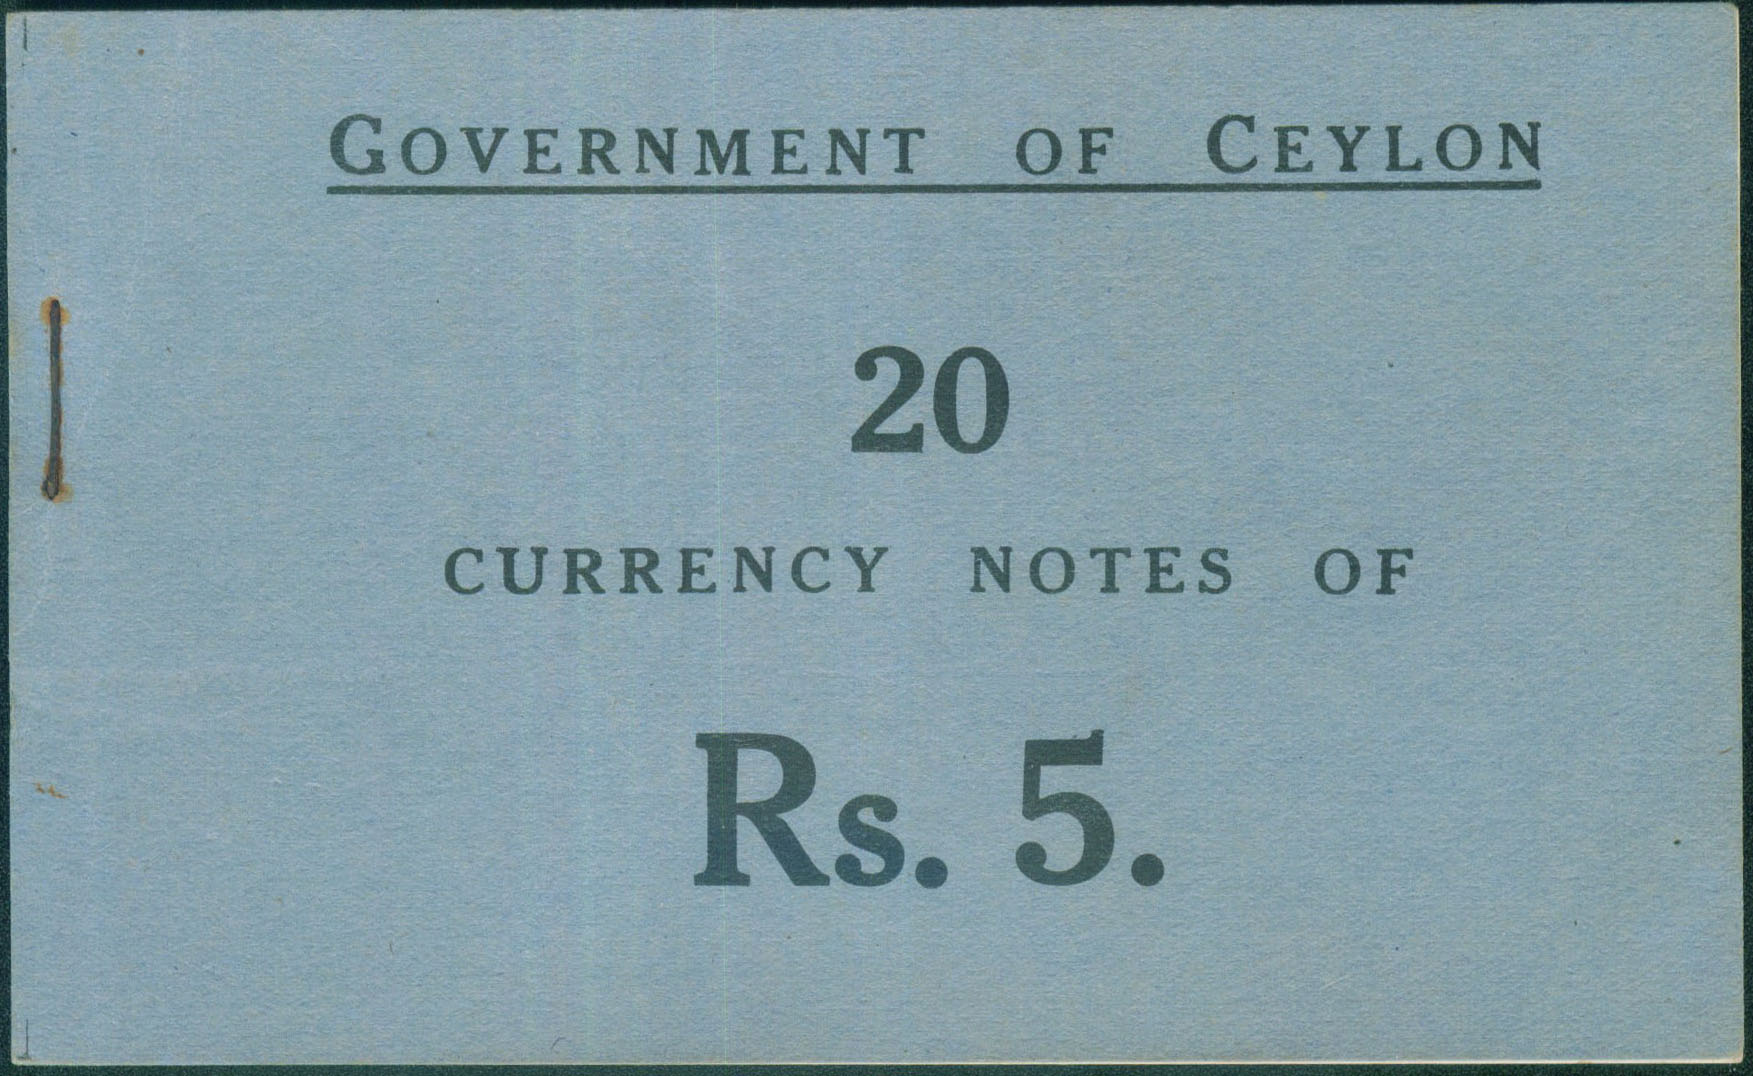 GOVERNMENT OF CEYLON
20
CURRENCY NOTES OF
Rs. 5.